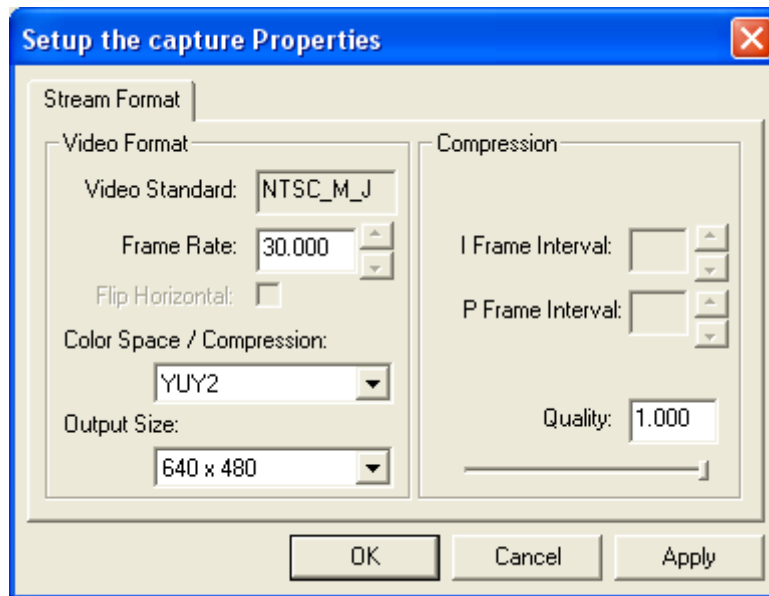 Setup the capture Properties
Stream Format
Video Format
Video Standard: NTSC_M_J
Frame Rate: 30.000
Flip Horizontal:
Color Space / Compression:
YUY2
Output Size:
640 x 480
Compression
I Frame Interval:
P Frame Interval:
Quality: 1.000
OK Cancel Apply